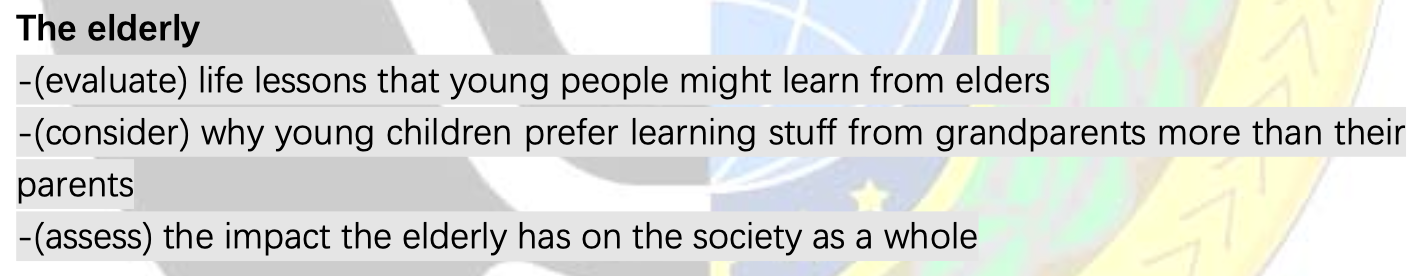 The elderly
-(evaluate) life lessons that young people might learn from elders
-(consider) why young children prefer learning stuff from grandparents more than their
parents
-(assess) the impact the elderly has on the society as a whole